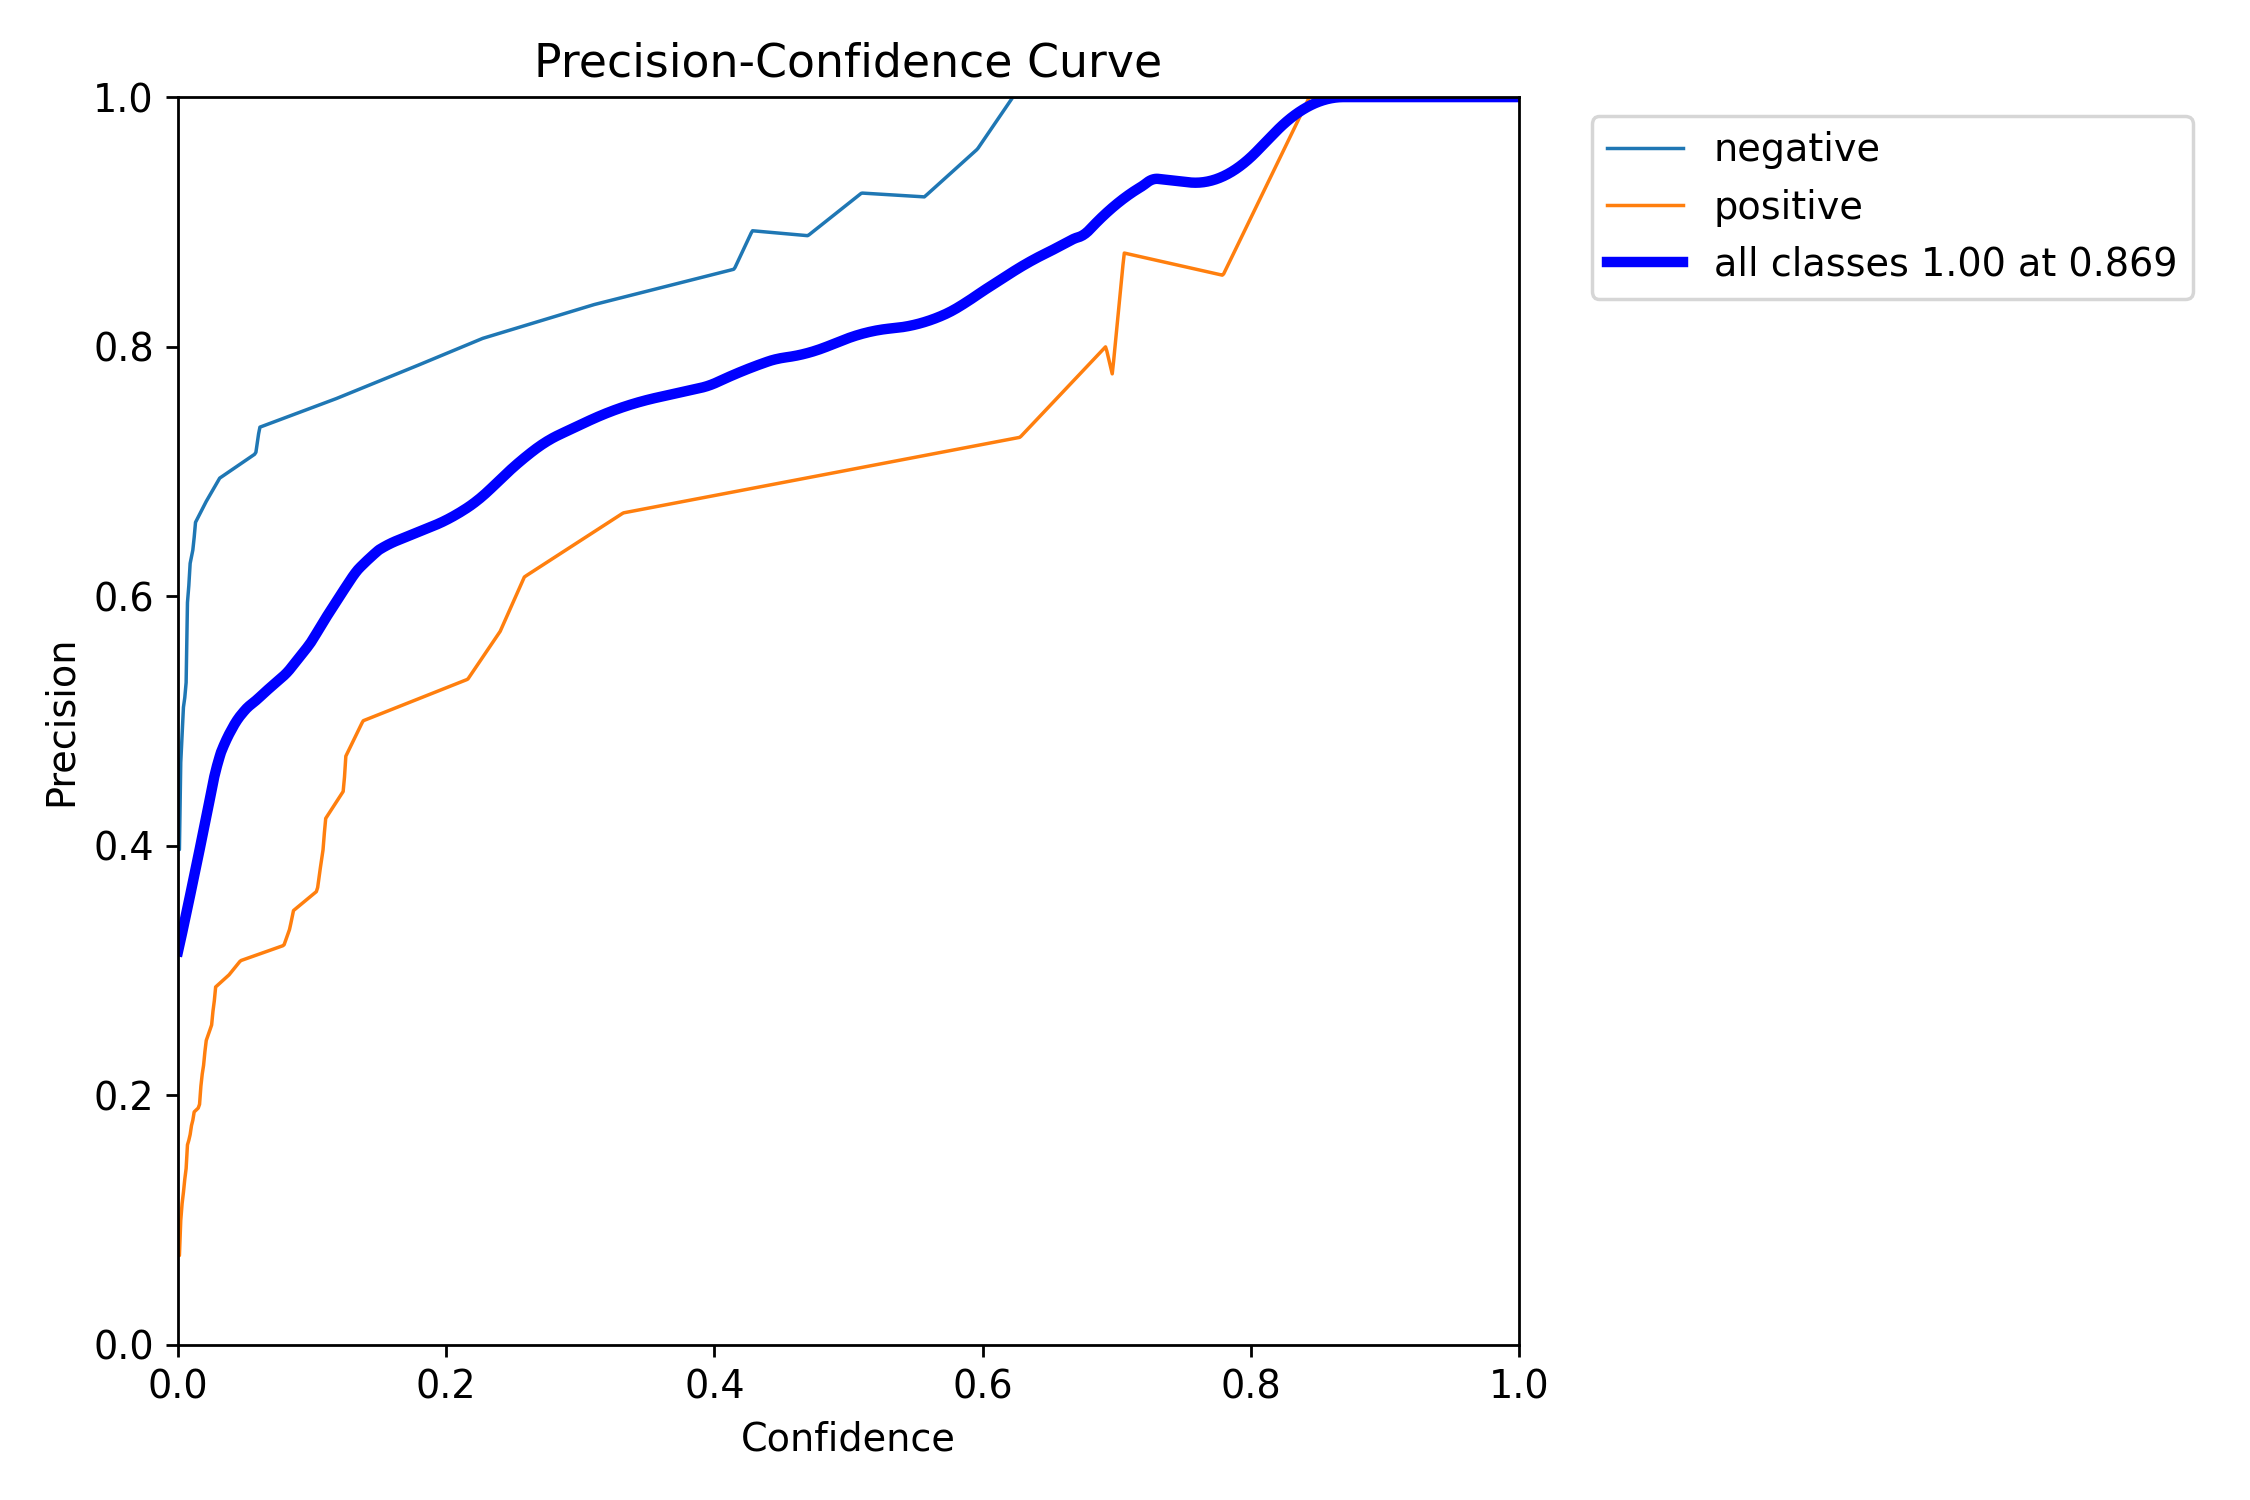 Precision-Confidence Curve
1.0
0.8
0.6
0.4
0.2
0.0
Precision
0.0 0.2 0.4 0.6 0.8 1.0
Confidence
negative
positive
all classes 1.00 at 0.869